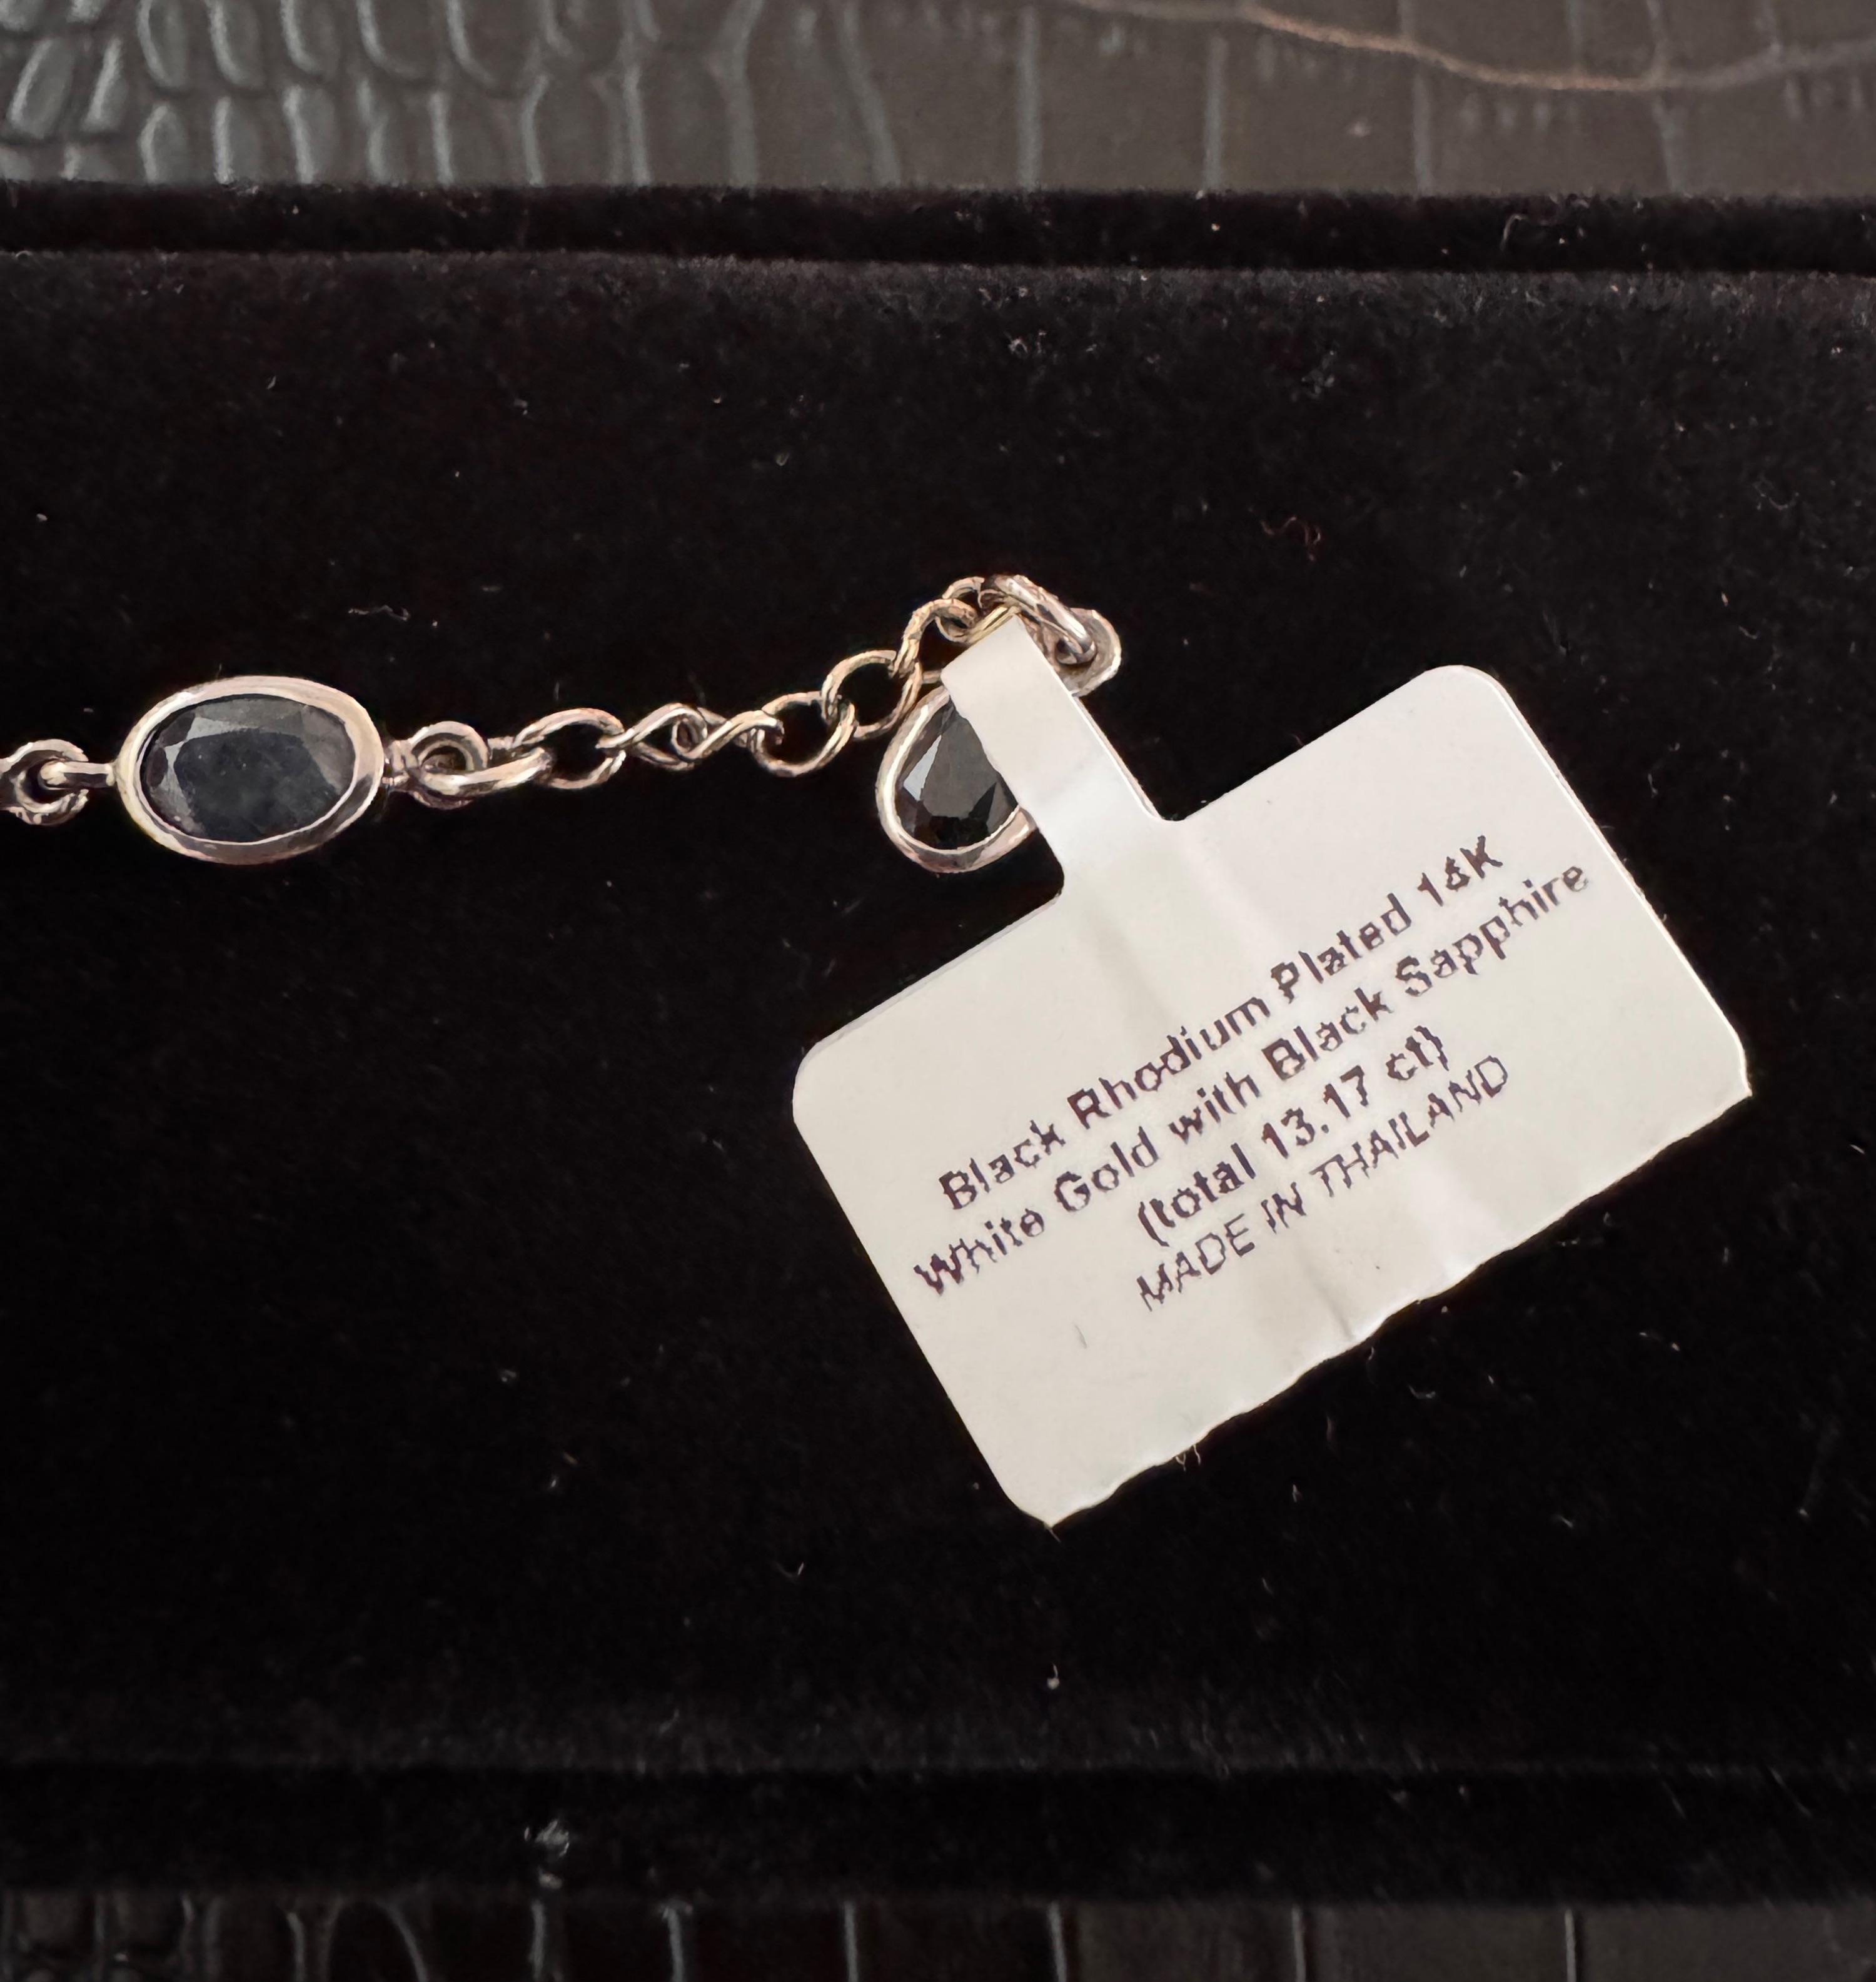 Black Rhodium Plated 14K
White Gold with Black Sapphire
(total 13.17 ct)
MADE IN THAILAND